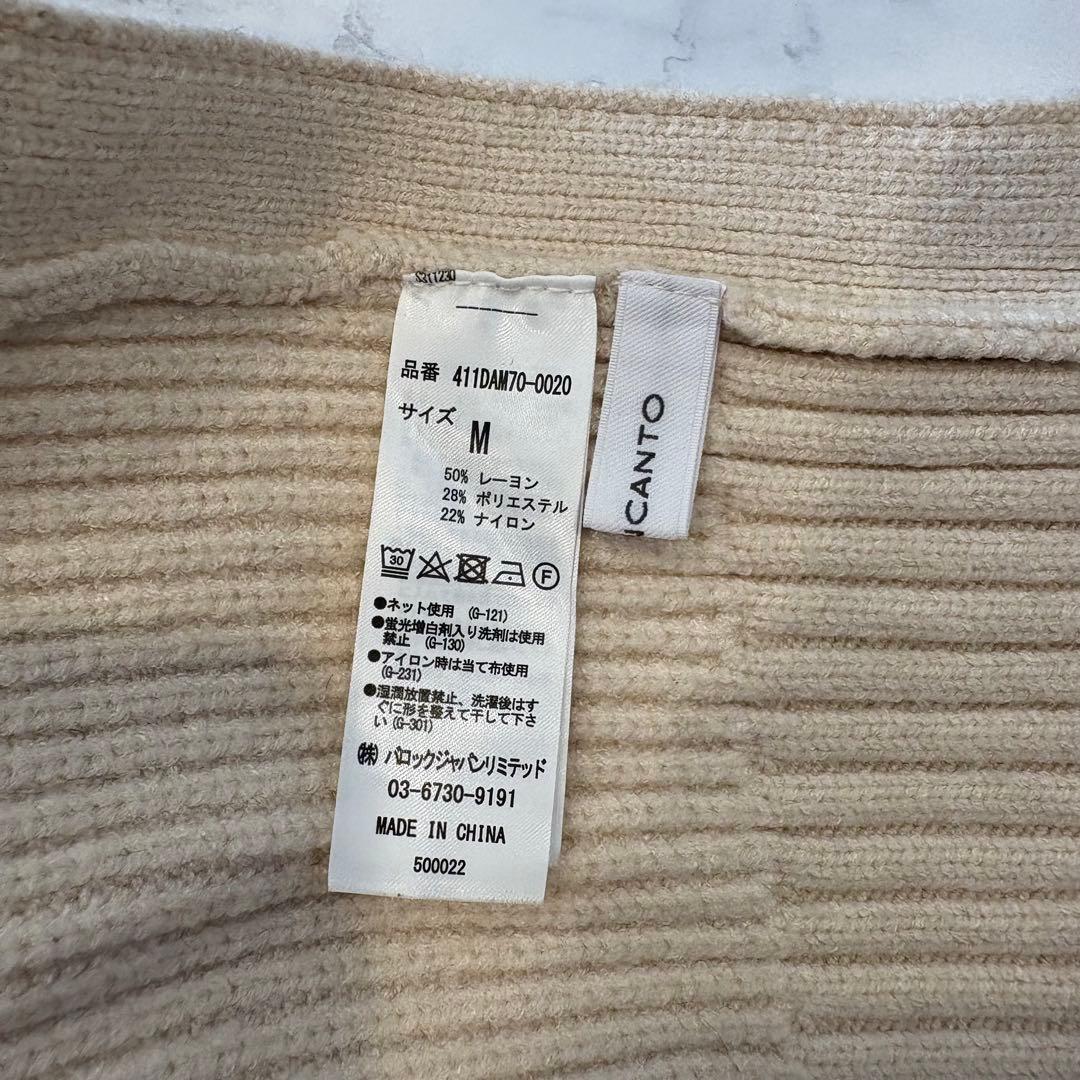 S311230
品番 411DAM70-0020
サイズ M
50% レーヨン
28% ポリエステル
22% ナイロン
30
F
●ネット使用 (G-121)
●蛍光増白剤入り洗剤は使用
禁止 (G-130)
●アイロン時は当て布使用
(G-231)
●湿潤放置禁止、洗濯後はす
ぐに形を整えて干して下さ
い(G-301)
(株) バロックジャパンリミテッド
03-6730-9191
MADE IN CHINA
500022
NCANTO